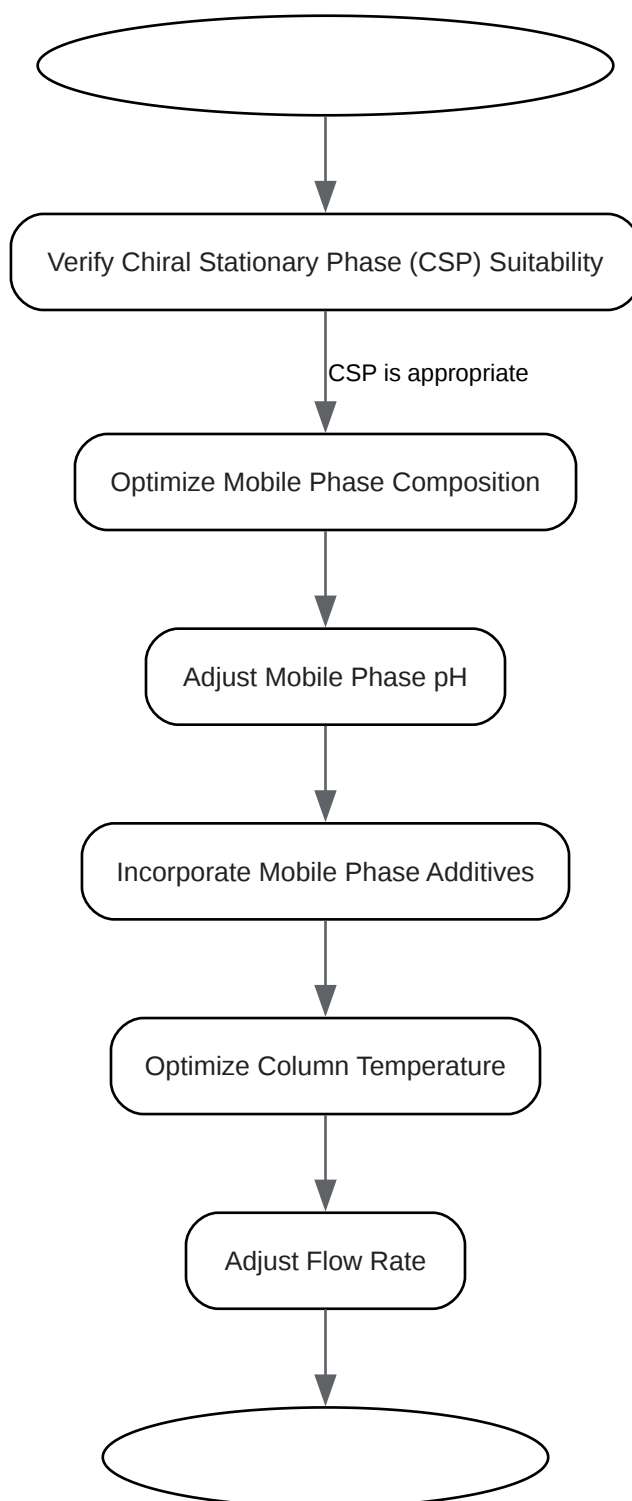 Verify Chiral Stationary Phase (CSP) Suitability
CSP is appropriate
Optimize Mobile Phase Composition
Adjust Mobile Phase pH
Incorporate Mobile Phase Additives
Optimize Column Temperature
Adjust Flow Rate